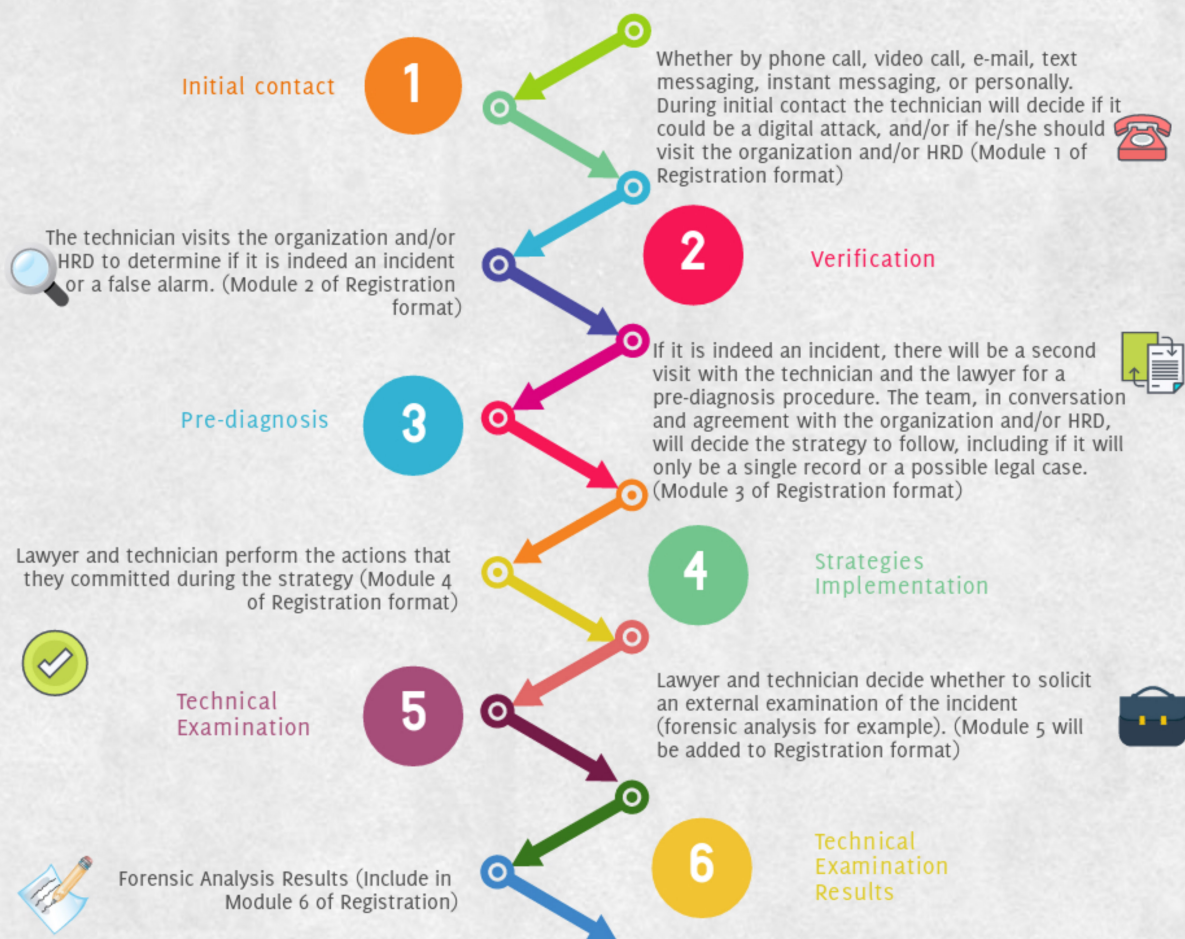 1
Initial contact
Whether by phone call, video call, e-mail, text
messaging, instant messaging, or personally.
During initial contact the technician will decide if it
could be a digital attack, and/or if he/she should
visit the organization and/or HRD (Module 1 of
Registration format)
2
Verification
The technician visits the organization and/or
HRD to determine if it is indeed an incident
or a false alarm. (Module 2 of Registration
format)
3
Pre-diagnosis
If it is indeed an incident, there will be a second
visit with the technician and the lawyer for a
pre-diagnosis procedure. The team, in conversation
and agreement with the organization and/or HRD,
will decide the strategy to follow, including if it will
only be a single record or a possible legal case.
(Module 3 of Registration format)
4
Strategies
Implementation
Lawyer and technician perform the actions that
they committed during the strategy (Module 4
of Registration format)
5
Technical
Examination
Lawyer and technician decide whether to solicit
an external examination of the incident
(forensic analysis for example). (Module 5 will
be added to Registration format)
6
Technical
Examination
Results
Forensic Analysis Results (Include in
Module 6 of Registration)